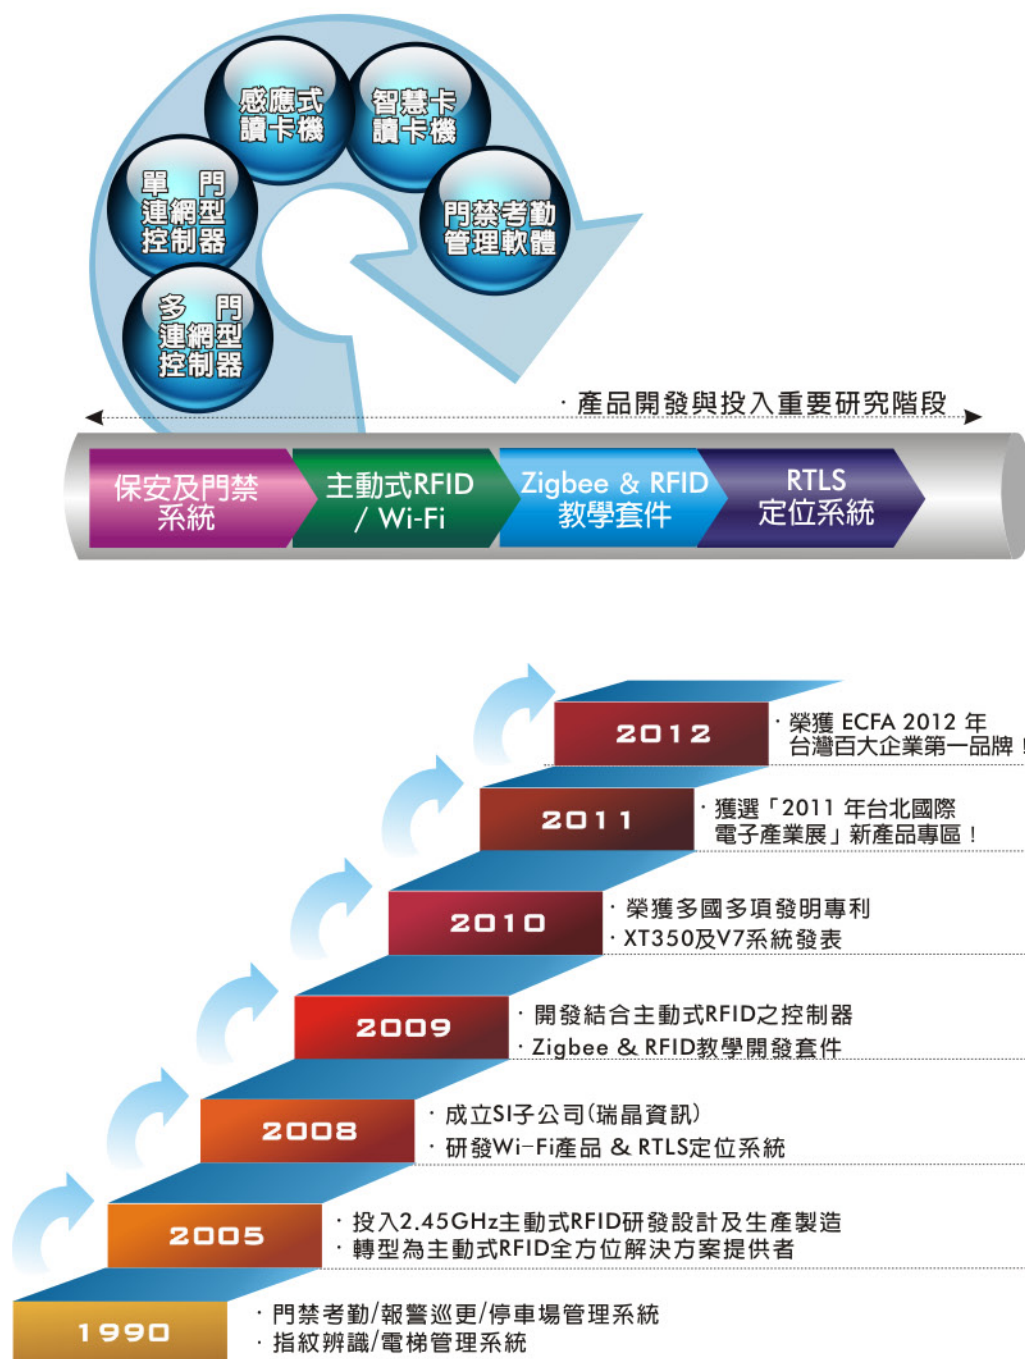 感應式
讀卡機
智慧卡
讀卡機
單 門
連網型
控制器
門禁考勤
管理軟體
多 門
連網型
控制器
· 產品開發與投入重要研究階段
保安及門禁
系統
主動式RFID
/ Wi-Fi
Zigbee & RFID
教學套件
RTLS
定位系統
2012
· 榮獲 ECFA 2012 年
台灣百大企業第一品牌!
2011
· 獲選「2011 年台北國際
電子產業展」新產品專區!
2010
· 榮獲多國多項發明專利
· XT350及V7系統發表
2009
· 開發結合主動式RFID之控制器
· Zigbee & RFID教學開發套件
2008
· 成立SI子公司(瑞晶資訊)
· 研發Wi-Fi產品 & RTLS定位系統
2005
· 投入2.45GHz主動式RFID研發設計及生產製造
· 轉型為主動式RFID全方位解決方案提供者
1990
· 門禁考勤/報警巡更/停車場管理系統
· 指紋辨識/電梯管理系統